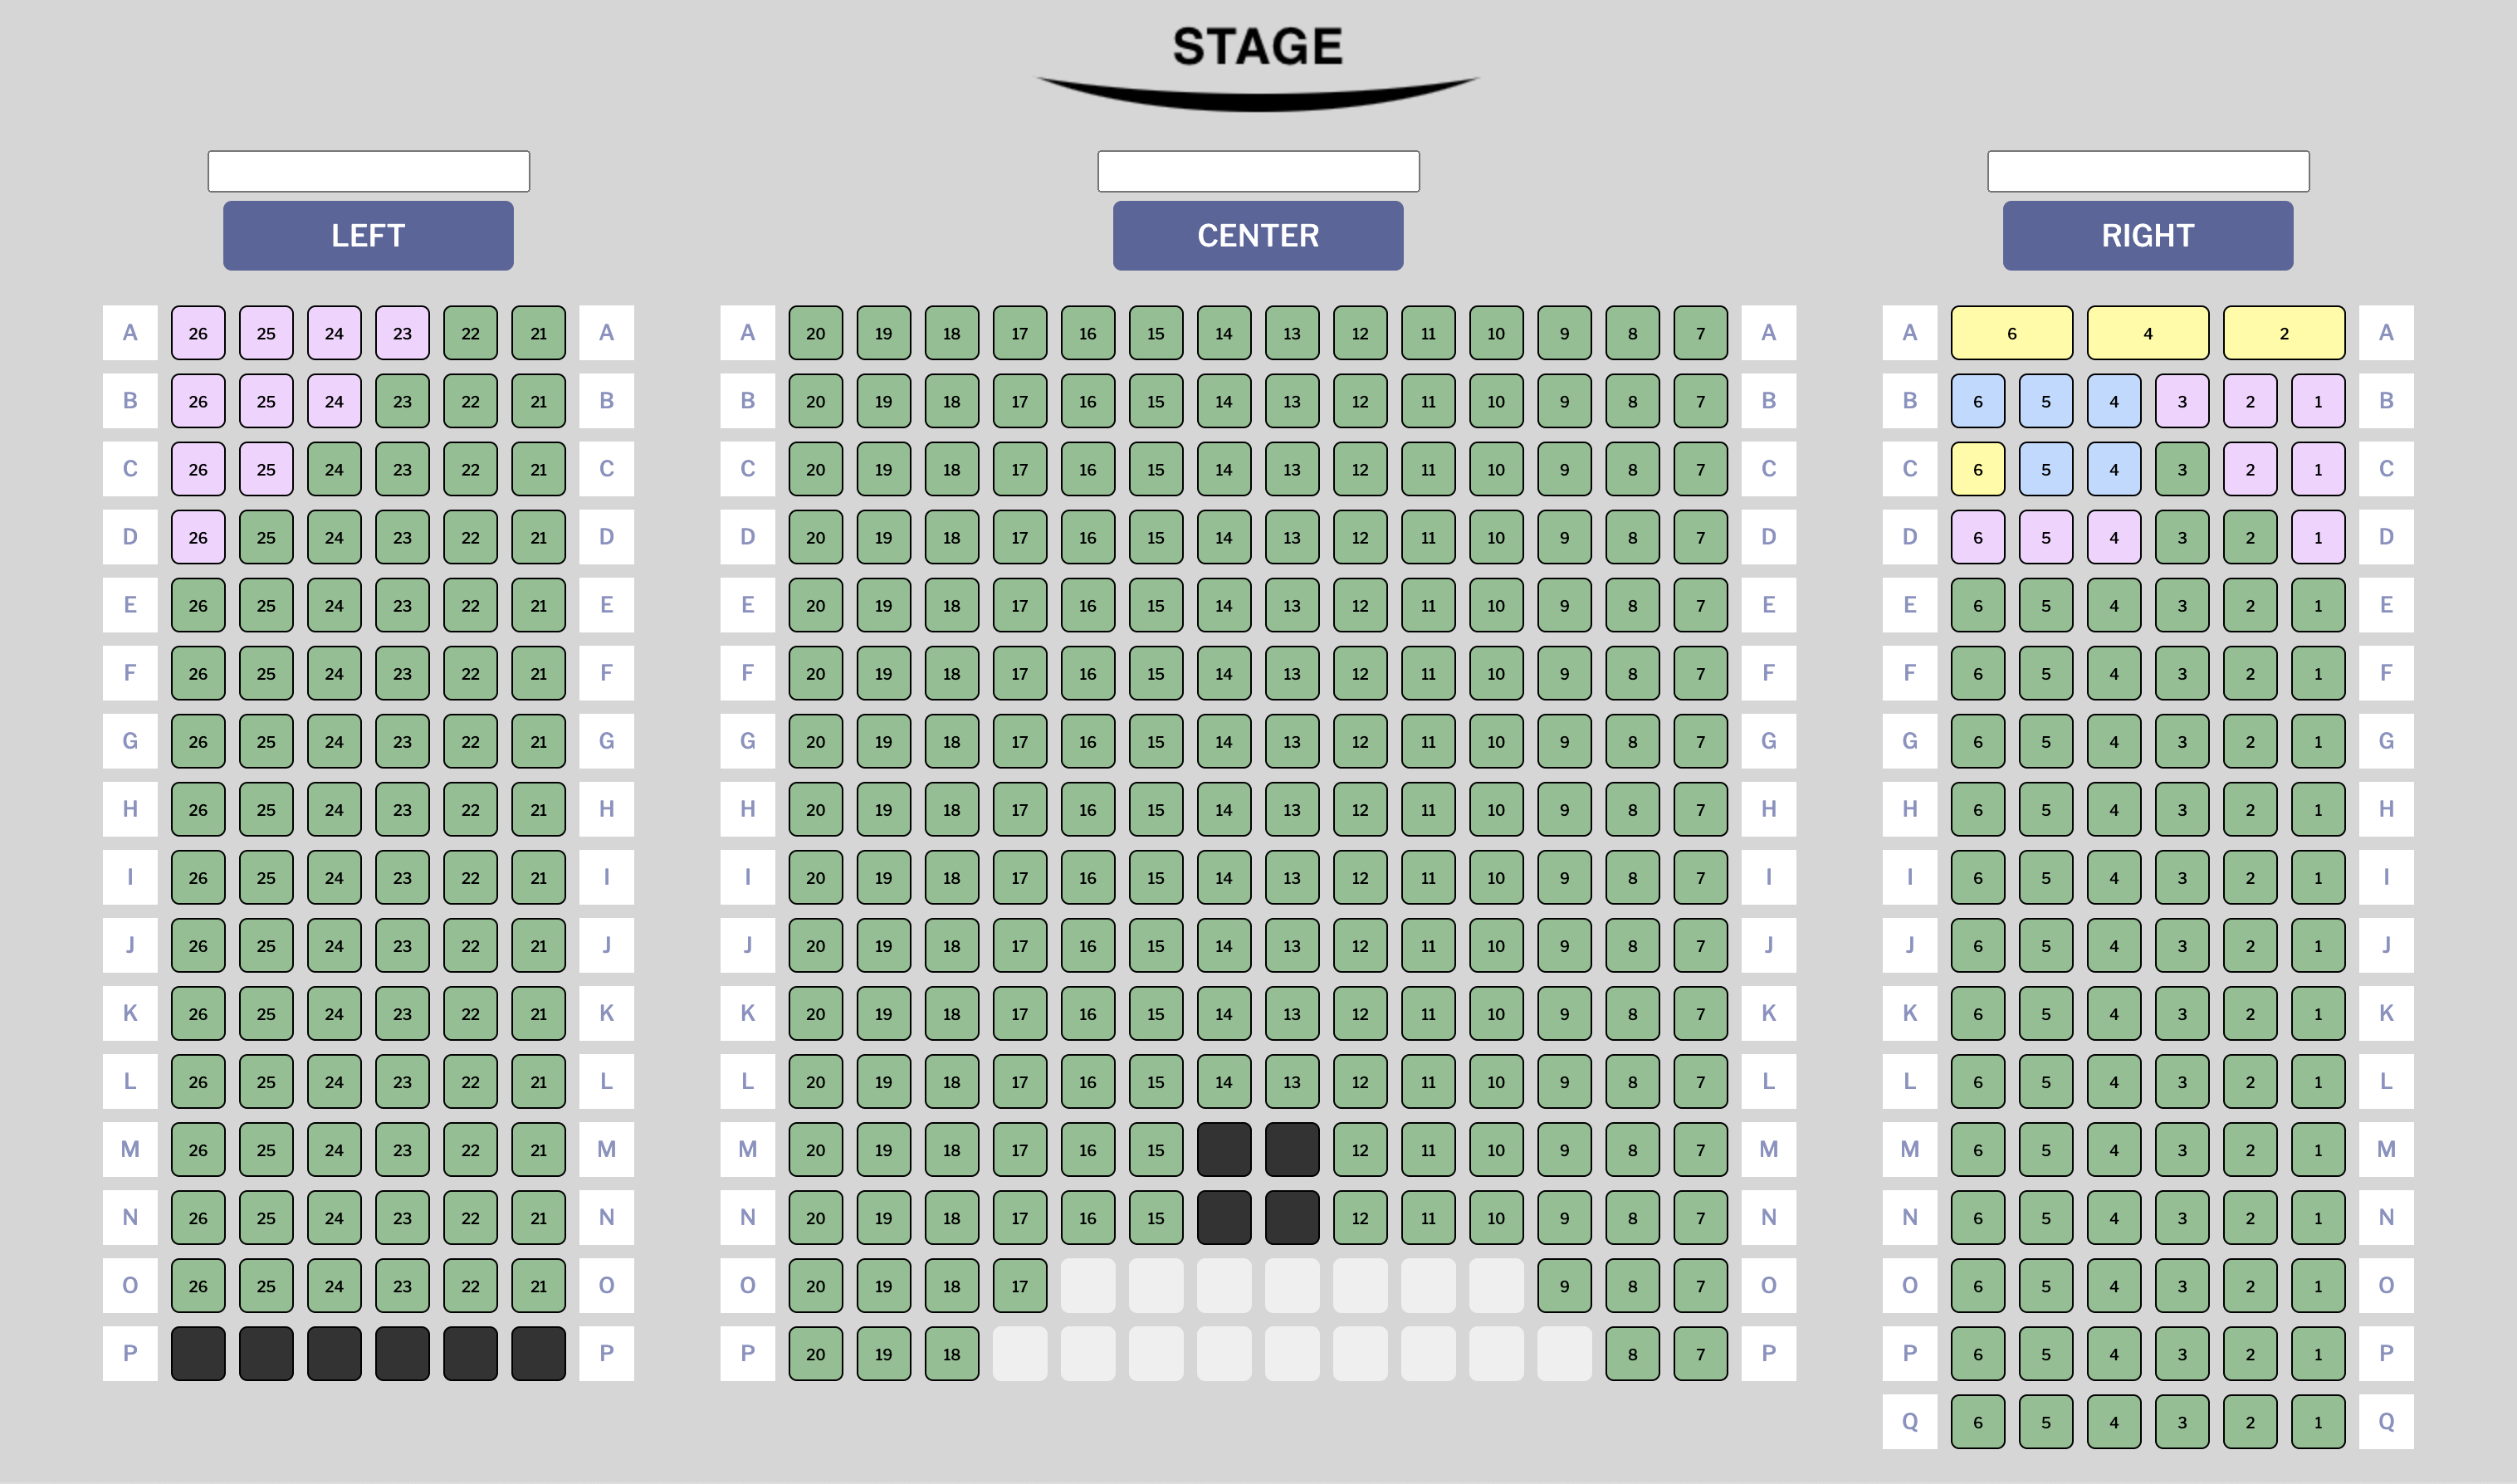 STAGE
LEFT CENTER RIGHT
A 26 25 24 23 22 21 A A 20 19 18 17 16 15 14 13 12 11 10 9 8 7 A A 6 4 2 A
B 26 25 24 23 22 21 B B 20 19 18 17 16 15 14 13 12 11 10 9 8 7 B B 6 5 4 3 2 1 B
C 26 25 24 23 22 21 C C 20 19 18 17 16 15 14 13 12 11 10 9 8 7 C C 6 5 4 3 2 1 C
D 26 25 24 23 22 21 D D 20 19 18 17 16 15 14 13 12 11 10 9 8 7 D D 6 5 4 3 2 1 D
E 26 25 24 23 22 21 E E 20 19 18 17 16 15 14 13 12 11 10 9 8 7 E E 6 5 4 3 2 1 E
F 26 25 24 23 22 21 F F 20 19 18 17 16 15 14 13 12 11 10 9 8 7 F F 6 5 4 3 2 1 F
G 26 25 24 23 22 21 G G 20 19 18 17 16 15 14 13 12 11 10 9 8 7 G G 6 5 4 3 2 1 G
H 26 25 24 23 22 21 H H 20 19 18 17 16 15 14 13 12 11 10 9 8 7 H H 6 5 4 3 2 1 H
I 26 25 24 23 22 21 I I 20 19 18 17 16 15 14 13 12 11 10 9 8 7 I I 6 5 4 3 2 1 I
J 26 25 24 23 22 21 J J 20 19 18 17 16 15 14 13 12 11 10 9 8 7 J J 6 5 4 3 2 1 J
K 26 25 24 23 22 21 K K 20 19 18 17 16 15 14 13 12 11 10 9 8 7 K K 6 5 4 3 2 1 K
L 26 25 24 23 22 21 L L 20 19 18 17 16 15 14 13 12 11 10 9 8 7 L L 6 5 4 3 2 1 L
M 26 25 24 23 22 21 M M 20 19 18 17 16 15 12 11 10 9 8 7 M M 6 5 4 3 2 1 M
N 26 25 24 23 22 21 N N 20 19 18 17 16 15 12 11 10 9 8 7 N N 6 5 4 3 2 1 N
O 26 25 24 23 22 21 O O 20 19 18 17 9 8 7 O O 6 5 4 3 2 1 O
P P P 20 19 18 8 7 P P 6 5 4 3 2 1 P
Q 6 5 4 3 2 1 Q